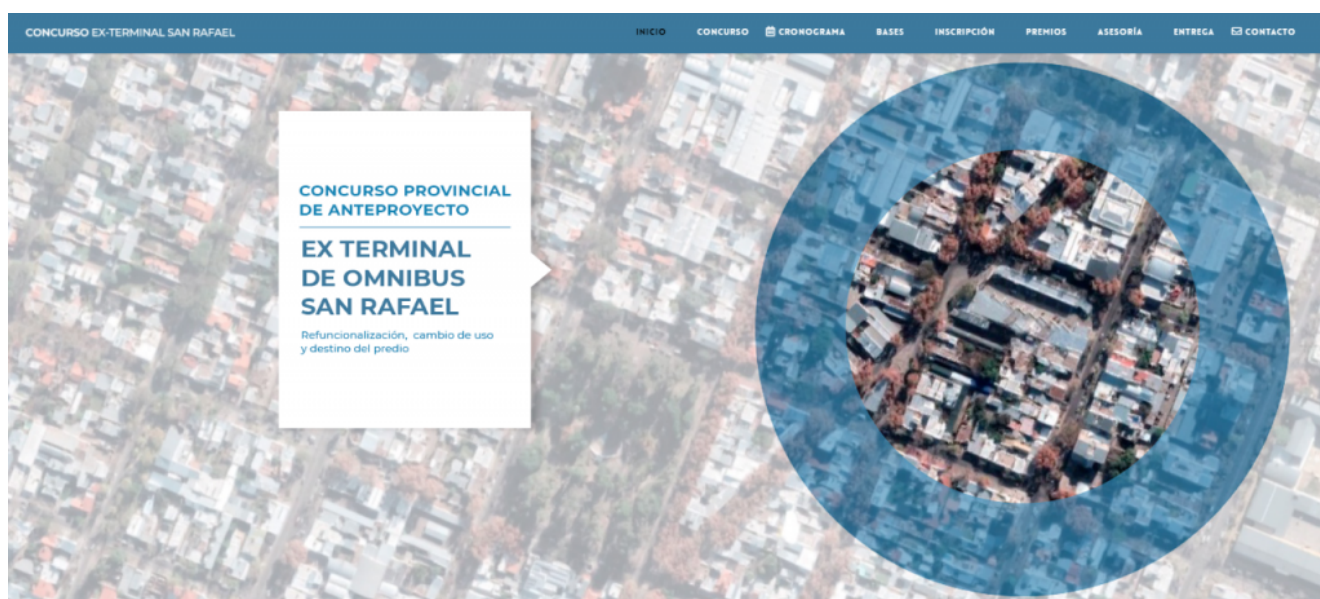 CONCURSO EX-TERMINAL SAN RAFAEL
INICIO CONCURSO CRONOGRAMA BASES INSCRIPCIÓN PREMIOS ASESORÍA ENTREGA CONTACTO
CONCURSO PROVINCIAL
DE ANTEPROYECTO
EX TERMINAL
DE OMNIBUS
SAN RAFAEL
Refuncionalización, cambio de uso
y destino del predio